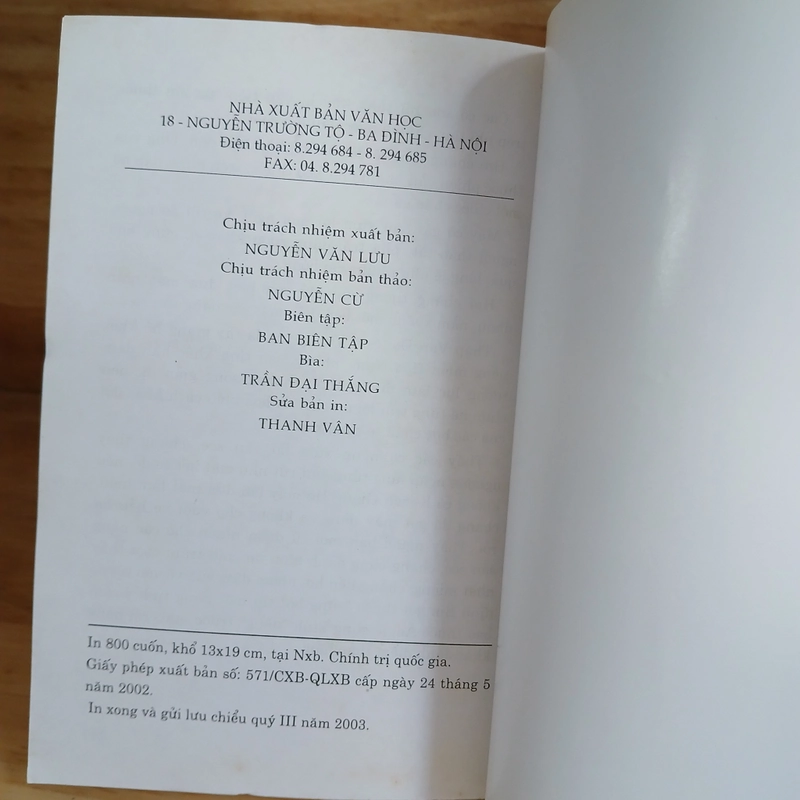 NHÀ XUẤT BẢN VĂN HỌC
18 - NGUYỄN TRƯỜNG TỘ - BA ĐÌNH - HÀ NỘI
Điện thoại: 8.294 684 - 8. 294 685
FAX: 04. 8.294 781
Chịu trách nhiệm xuất bản:
NGUYỄN VĂN LƯU
Chịu trách nhiệm bản thảo:
NGUYỄN CỪ
Biên tập:
BAN BIÊN TẬP
Bìa:
TRẦN ĐẠI THẮNG
Sửa bản in:
THANH VÂN
In 800 cuốn, khổ 13x19 cm, tại Nxb. Chính trị quốc gia.
Giấy phép xuất bản số: 571/CXB-QLXB cấp ngày 24 tháng 5
năm 2002.
In xong và gửi lưu chiểu quý III năm 2003.